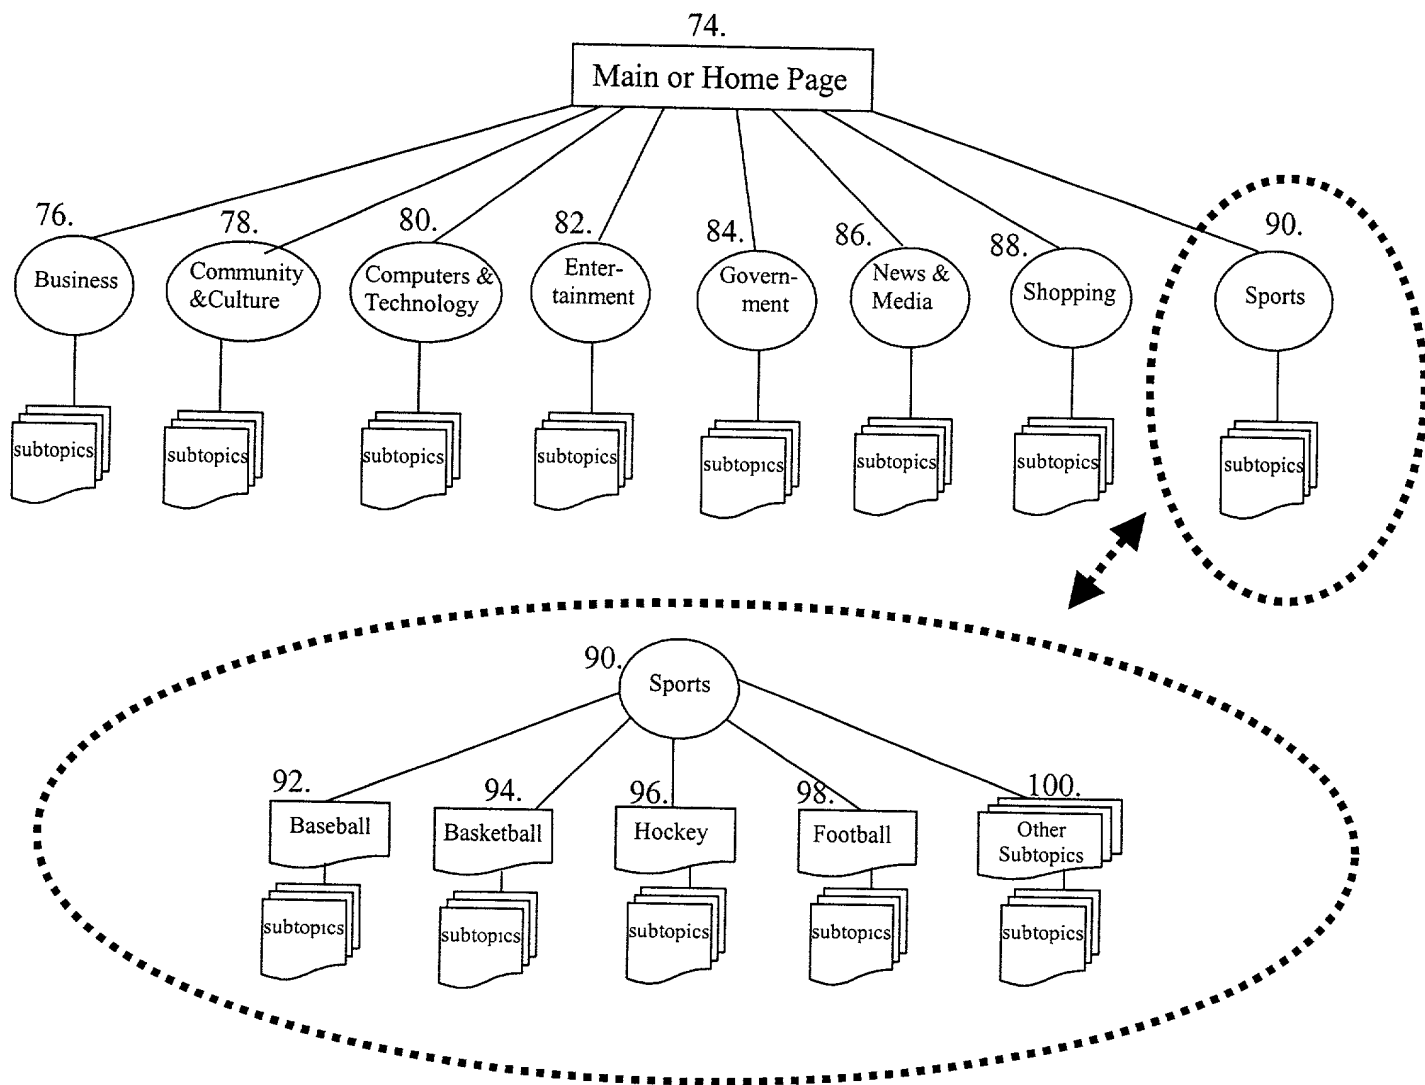 74.
Main or Home Page
76.
78.
80.
82.
84.
86.
88.
90.
Business
Community
&Culture
Computers &
Technology
Enter-
tainment
Govern-
ment
News &
Media
Shopping
Sports
subtopics
subtopics
subtopics
subtopics
subtopics
subtopics
subtopics
subtopics
90.
Sports
92.
94.
96.
98.
100.
Baseball
Basketball
Hockey
Football
Other
Subtopics
subtopics
subtopics
subtopics
subtopics
subtopics